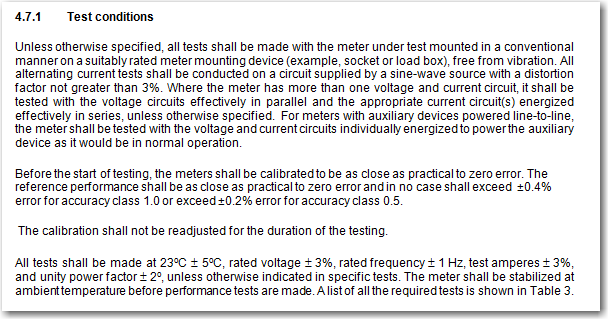 4.7.1 Test conditions
Unless otherwise specified, all tests shall be made with the meter under test mounted in a conventional
manner on a suitably rated meter mounting device (example, socket or load box), free from vibration. All
alternating current tests shall be conducted on a circuit supplied by a sine-wave source with a distortion
factor not greater than 3%. Where the meter has more than one voltage and current circuit, it shall be
tested with the voltage circuits effectively in parallel and the appropriate current circuit(s) energized
effectively in series, unless otherwise specified. For meters with auxiliary devices powered line-to-line,
the meter shall be tested with the voltage and current circuits individually energized to power the auxiliary
device as it would be in normal operation.
Before the start of testing, the meters shall be calibrated to be as close as practical to zero error. The
reference performance shall be as close as practical to zero error and in no case shall exceed ±0.4%
error for accuracy class 1.0 or exceed ±0.2% error for accuracy class 0.5.
The calibration shall not be readjusted for the duration of the testing.
All tests shall be made at 23ºC ± 5ºC, rated voltage ± 3%, rated frequency ± 1 Hz, test amperes ± 3%,
and unity power factor ± 2º, unless otherwise indicated in specific tests. The meter shall be stabilized at
ambient temperature before performance tests are made. A list of all the required tests is shown in Table 3.